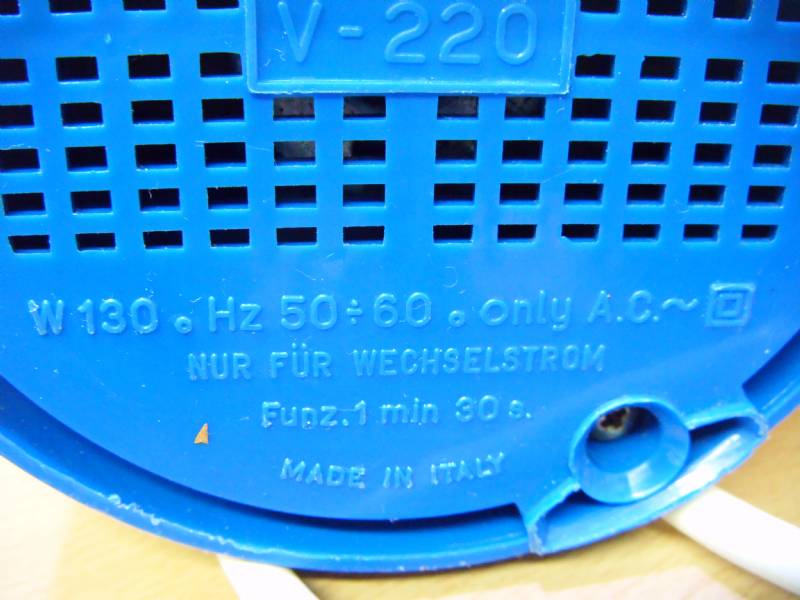 V-220
W 130 . Hz 50÷60 . only A.C.~
NUR FÜR WECHSELSTROM
Funz. 1 min 30 s.
MADE IN ITALY